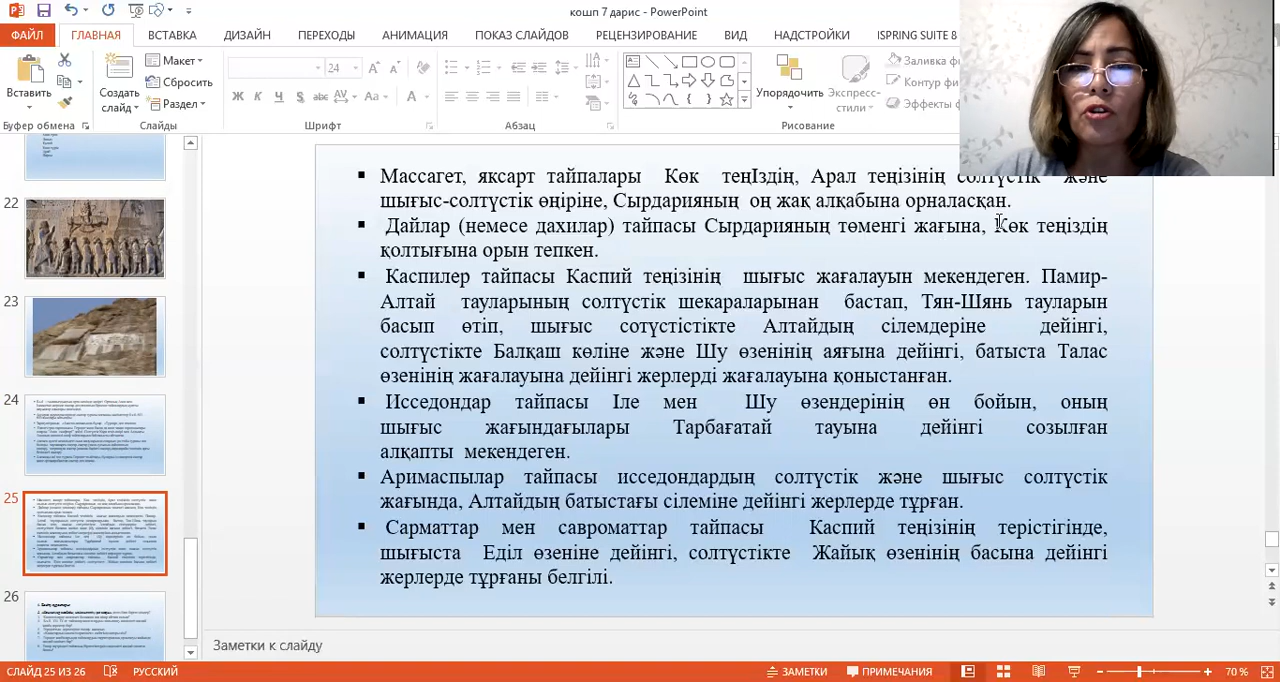 кошп 7 дарис - PowerPoint
ФАЙЛ ГЛАВНАЯ ВСТАВКА ДИЗАЙН ПЕРЕХОДЫ АНИМАЦИЯ ПОКАЗ СЛАЙДОВ РЕЦЕНЗИРОВАНИЕ ВИД НАДСТРОЙКИ ISPRING SUITE 8
Вставить
Создать слайд
Макет
Сбросить
Раздел
24
Ж К Ч S abc AV Aa A
Упорядочить
Экспресс-стили
Заливка ф
Контур фи
Эффекты ф
Буфер обмена Слайды Шрифт Абзац Рисование
22
23
24
25
26
Массагет, яксарт тайпалары Көк теңІздің, Арал теңізінің солтүстік және
шығыс-солтүстік өңіріне, Сырдарияның оң жақ алқабына орналасқан.
Дайлар (немесе дахилар) тайпасы Сырдарияның төменгі жағына, Көк теңіздің
қолтығына орын тепкен.
Каспилер тайпасы Каспий теңізінің шығыс жағалауын мекендеген. Памир-
Алтай тауларының солтүстік шекараларынан бастап, Тян-Шянь тауларын
басып өтіп, шығыс сотүстістікте Алтайдың сілемдеріне дейінгі,
солтүстікте Балқаш көліне және Шу өзенінің аяғына дейінгі, батыста Талас
өзенінің жағалауына дейінгі жерлерді жағалауына қоныстанған.
Исседондар тайпасы Іле мен Шу өзендерінің екі бойын, оның
шығыс жағындағылары Тарбағатай тауына дейінгі созылған
алқапты мекендеген.
Аримаспылар тайпасы исседондардың солтүстік және шығыс солтүстік
жағына, Алтайдың батыстағы сілеміне дейінгі жерлерде тұрған.
Сарматтар мен савроматтар тайпасы Каспий теңізінің терістігінде,
шығыста Елек өзеніне дейінгі, солтүстікте Жайық өзенінің басына дейінгі
жерлерде тұрғаны белгілі.
Заметки к слайду
СЛАЙД 25 ИЗ 26 РУССКИЙ ЗАМЕТКИ ПРИМЕЧАНИЯ 70 %